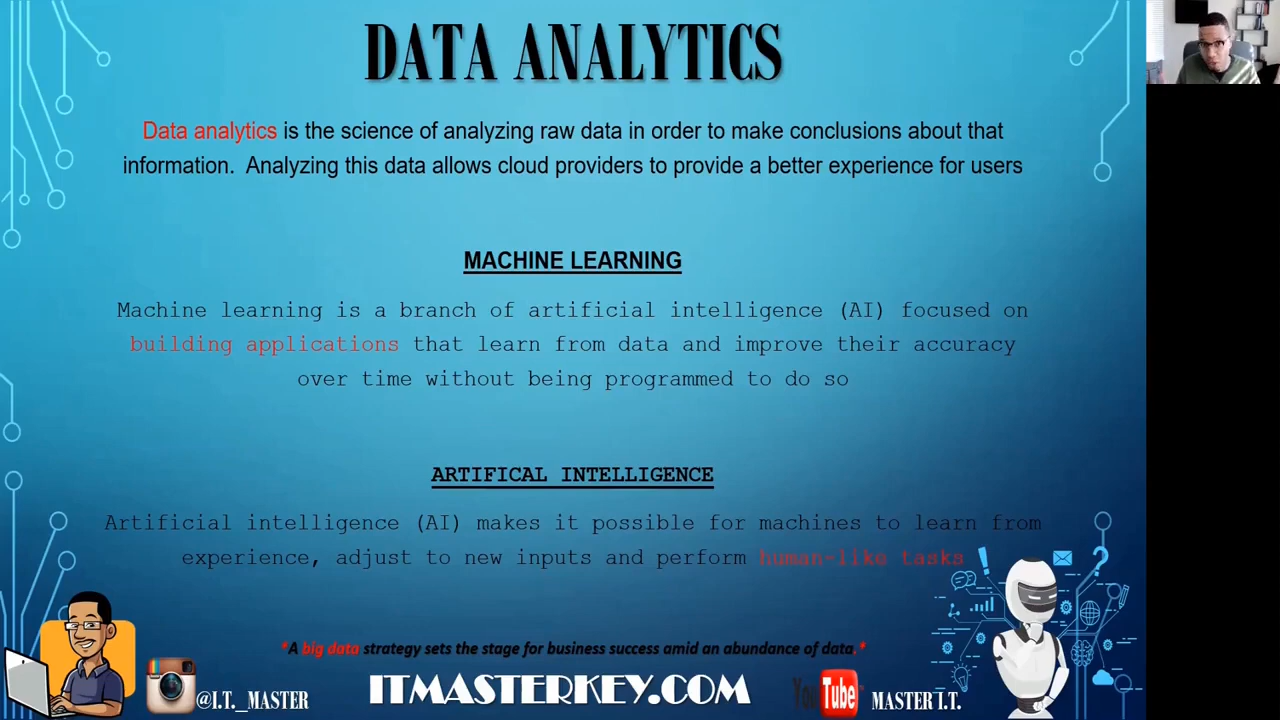 DATA ANALYTICS
Data analytics is the science of analyzing raw data in order to make conclusions about that
information.  Analyzing this data allows cloud providers to provide a better experience for users
MACHINE LEARNING
Machine learning is a branch of artificial intelligence (AI) focused on
building applications that learn from data and improve their accuracy
over time without being programmed to do so
ARTIFICAL INTELLIGENCE
Artificial intelligence (AI) makes it possible for machines to learn from
experience, adjust to new inputs and perform human-like tasks
*A big data strategy sets the stage for business success amid an abundance of data.*
@I.T._MASTER
ITMASTERKEY.COM
YouTube
MASTER I.T.